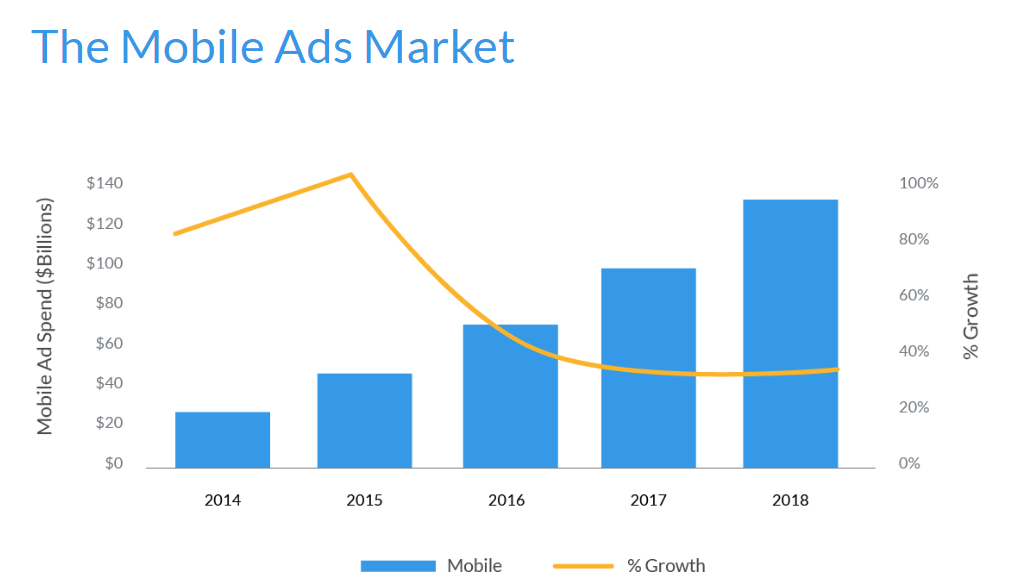 The Mobile Ads Market
Mobile Ad Spend ($Billions)
$140
$120
$100
$80
$60
$40
$20
$0
100%
80%
60%
40%
20%
0%
% Growth
2014 2015 2016 2017 2018
Mobile % Growth